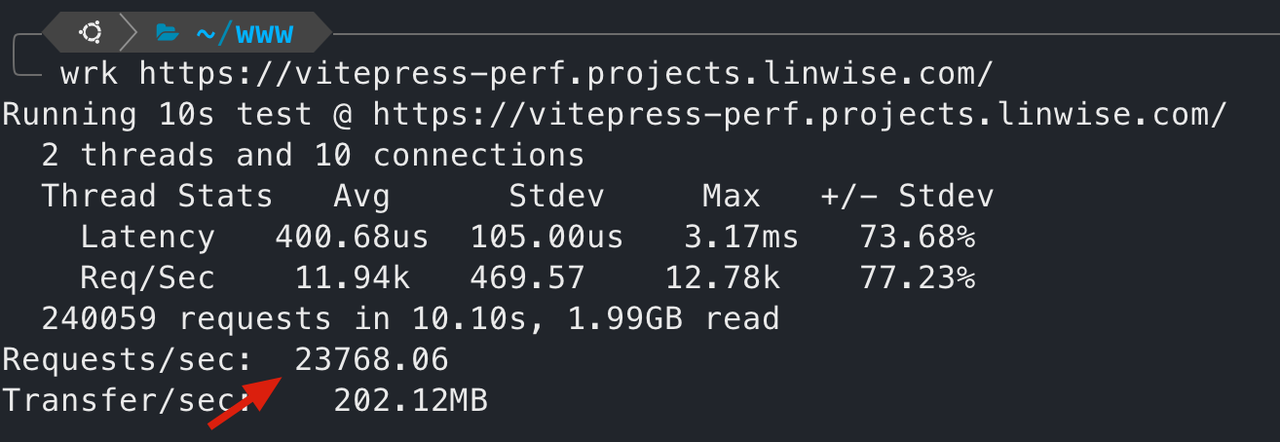 ~/www
wrk https://vitepress-perf.projects.linwise.com/
Running 10s test @ https://vitepress-perf.projects.linwise.com/
2 threads and 10 connections
Thread Stats Avg Stdev Max +/- Stdev
Latency 400.68us 105.00us 3.17ms 73.68%
Req/Sec 11.94k 469.57 12.78k 77.23%
240059 requests in 10.10s, 1.99GB read
Requests/sec: 23768.06
Transfer/sec: 202.12MB